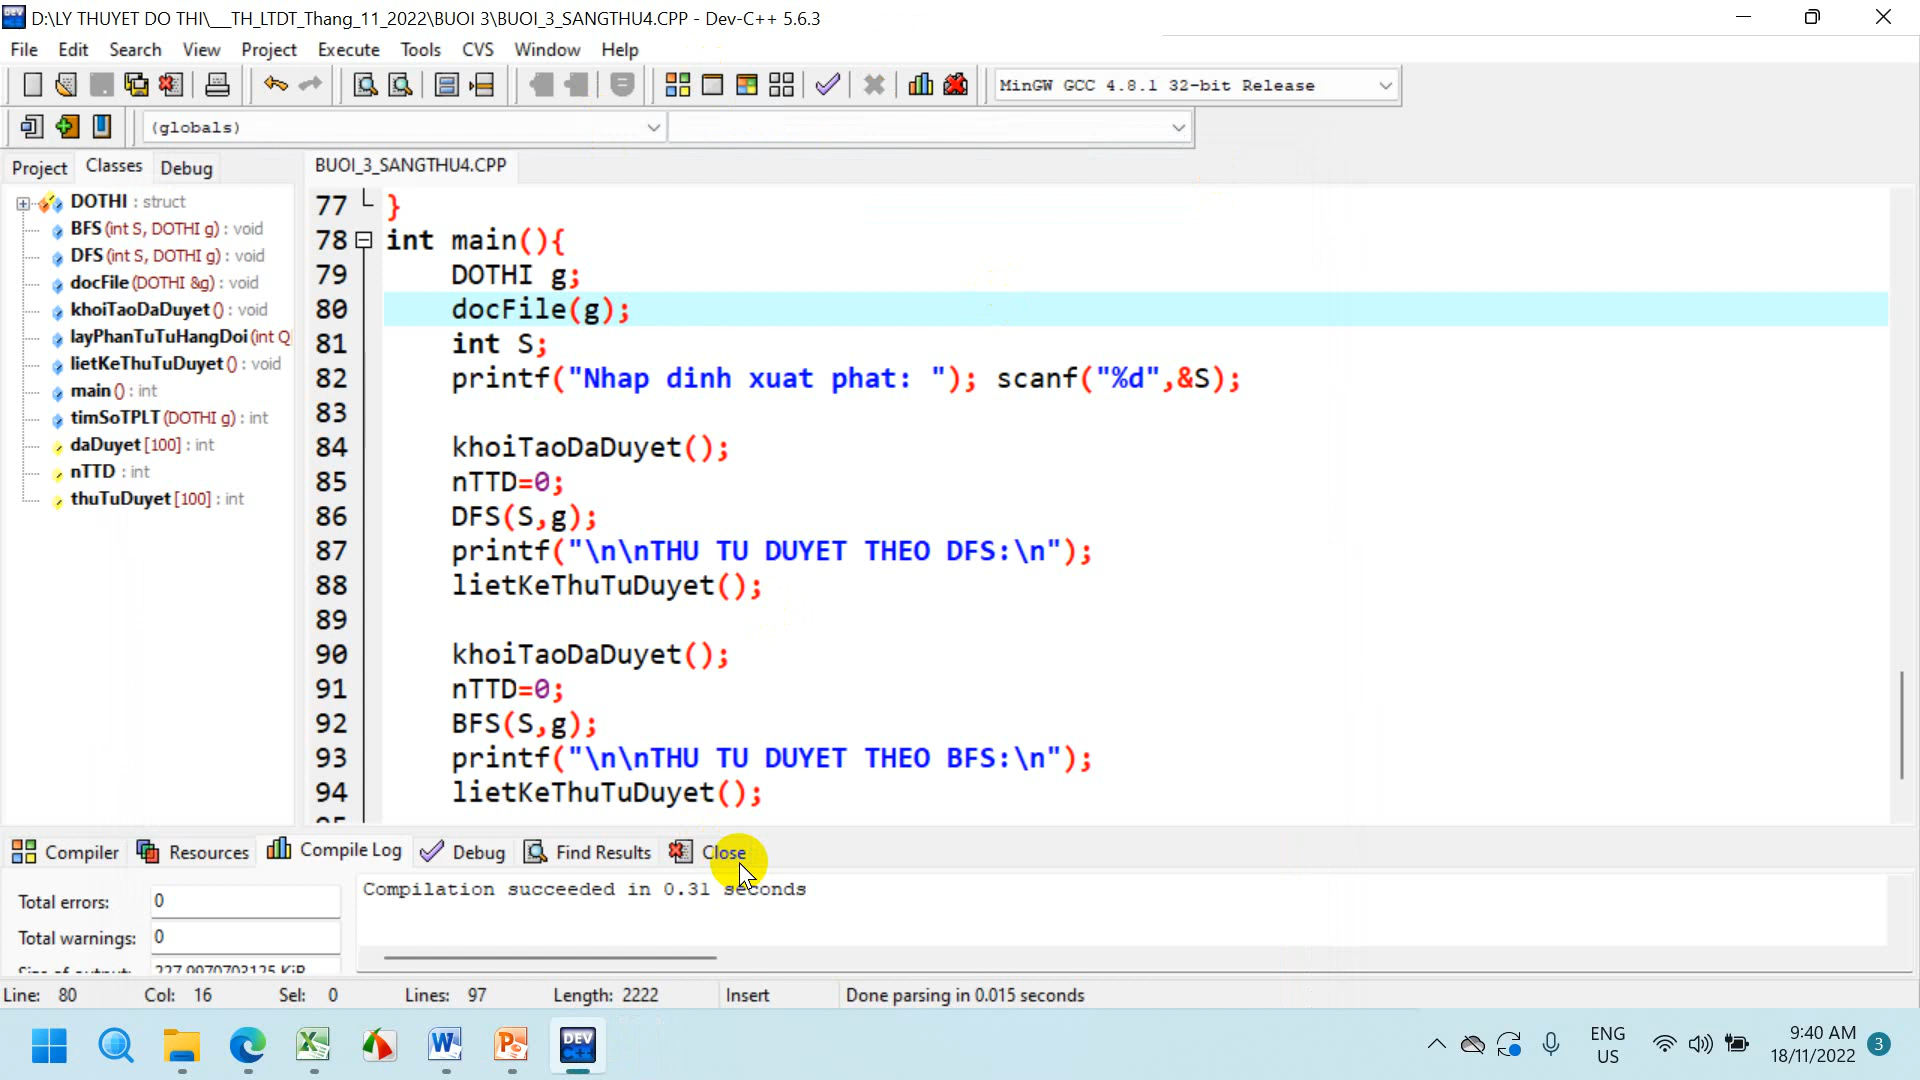 D:\LY THUYET DO THI\__TH_LTDT_Thang_11_2022\BUOI 3\BUOI_3_SANGTHU4.CPP - Dev-C++ 5.6.3
File Edit Search View Project Execute Tools CVS Window Help
MinGW GCC 4.8.1 32-bit Release
(globals)
Project Classes Debug
BUOI_3_SANGTHU4.CPP
DOTHI : struct
BFS (int S, DOTHI g) : void
DFS (int S, DOTHI g) : void
docFile (DOTHI &g) : void
khoiTaoDaDuyet () : void
layPhanTuTuHangDoi (int Q
lietKeThuTuDuyet () : void
main () : int
timSoTPLT (DOTHI g) : int
daDuyet [100] : int
nTTD : int
thuTuDuyet [100] : int
77 }
78 int main(){
79 DOTHI g;
80 docFile(g);
81 int S;
82 printf("Nhap dinh xuat phat: "); scanf("%d",&S);
83
84 khoiTaoDaDuyet();
85 nTTD=0;
86 DFS(S,g);
87 printf("\n\nTHU TU DUYET THEO DFS:\n");
88 lietKeThuTuDuyet();
89
90 khoiTaoDaDuyet();
91 nTTD=0;
92 BFS(S,g);
93 printf("\n\nTHU TU DUYET THEO BFS:\n");
94 lietKeThuTuDuyet();
Compiler Resources Compile Log Debug Find Results Close
Total errors: 0
Total warnings: 0
Size of output: 227.9970703125 KiB
Compilation succeeded in 0.31 seconds
Line: 80 Col: 16 Sel: 0 Lines: 97 Length: 2222 Insert Done parsing in 0.015 seconds
DEV C++
ENG
US
9:40 AM
18/11/2022
3